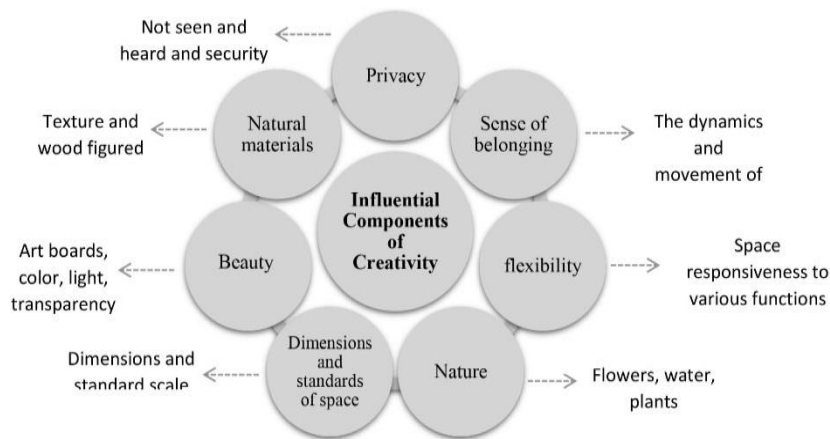 Not seen and
heard and security
Privacy
Natural
materials
Texture and
wood figured
Sense of
belonging
The dynamics
and
movement of
Influential
Components
of
Creativity
Beauty
Art boards,
color, light,
transparency
flexibility
Space
responsiveness to
various functions
Dimensions
and
standards
of space
Dimensions and
standard scale
Nature
Flowers, water,
plants